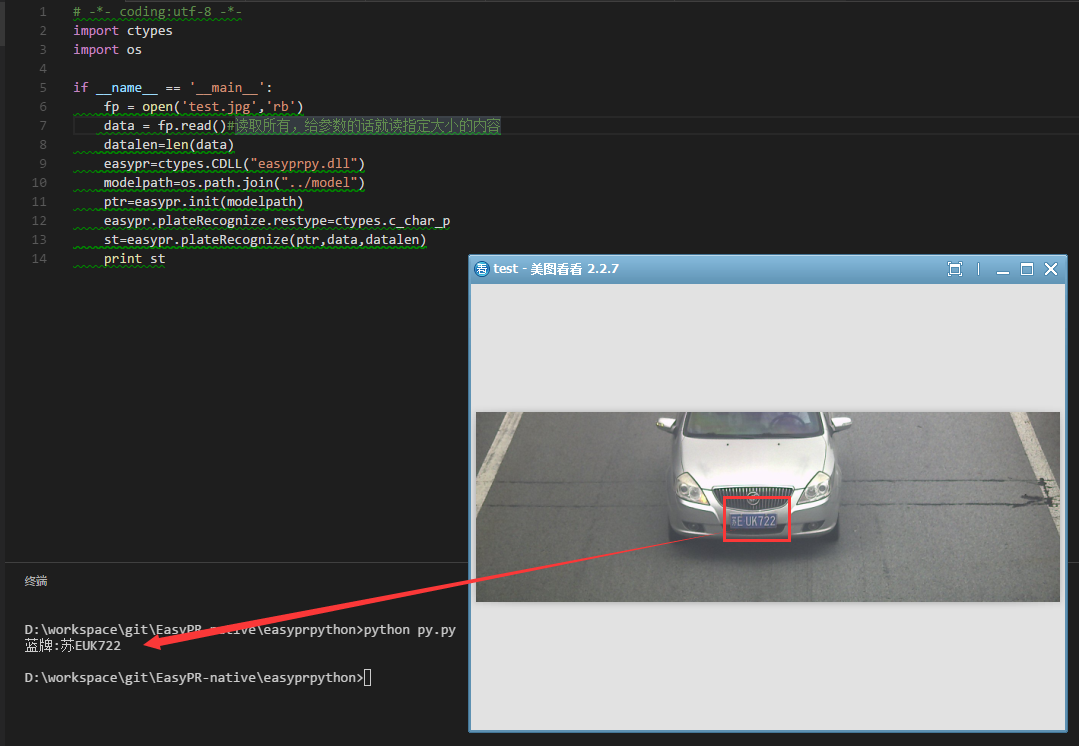 1 # -*- coding:utf-8 -*-
2 import ctypes
3 import os
4
5 if __name__ == '__main__':
6 fp = open('test.jpg','rb')
7 data = fp.read()#读取所有，给参数的话就读指定大小的内容
8 datalen=len(data)
9 easypr=ctypes.CDLL("easyprpy.dll")
10 modelpath=os.path.join("../model")
11 ptr=easypr.init(modelpath)
12 easypr.plateRecognize.restype=ctypes.c_char_p
13 st=easypr.plateRecognize(ptr,data,datalen)
14 print st
看 test - 美图看看 2.2.7
苏E UK722
终端
D:\workspace\git\EasyPR-native\easyprpython>python py.py
蓝牌:苏EUK722
D:\workspace\git\EasyPR-native\easyprpython>